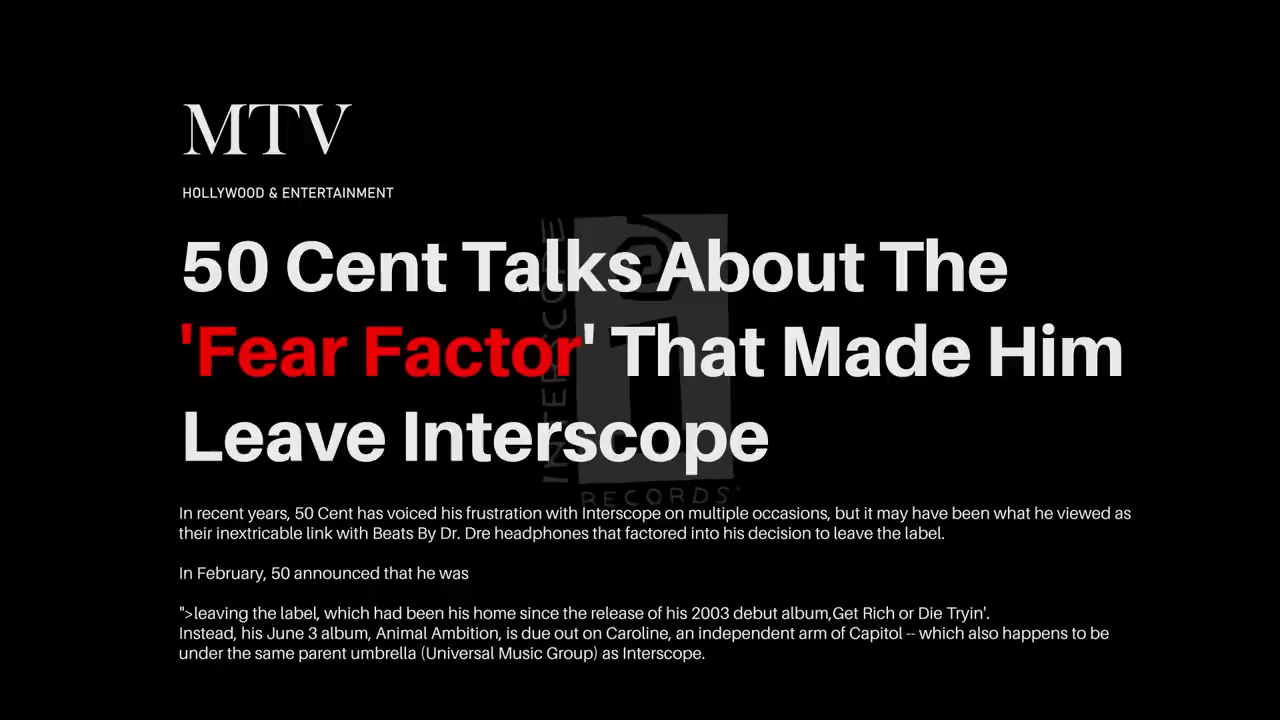 MTV
HOLLYWOOD & ENTERTAINMENT
50 Cent Talks About The
'Fear Factor' That Made Him
Leave Interscope
INTERSCOPE
RECORDS
In recent years, 50 Cent has voiced his frustration with Interscope on multiple occasions, but it may have been what he viewed as
their inextricable link with Beats By Dr. Dre headphones that factored into his decision to leave the label.
In February, 50 announced that he was
">leaving the label, which had been his home since the release of his 2003 debut album,Get Rich or Die Tryin'.
Instead, his June 3 album, Animal Ambition, is due out on Caroline, an independent arm of Capitol -- which also happens to be
under the same parent umbrella (Universal Music Group) as Interscope.